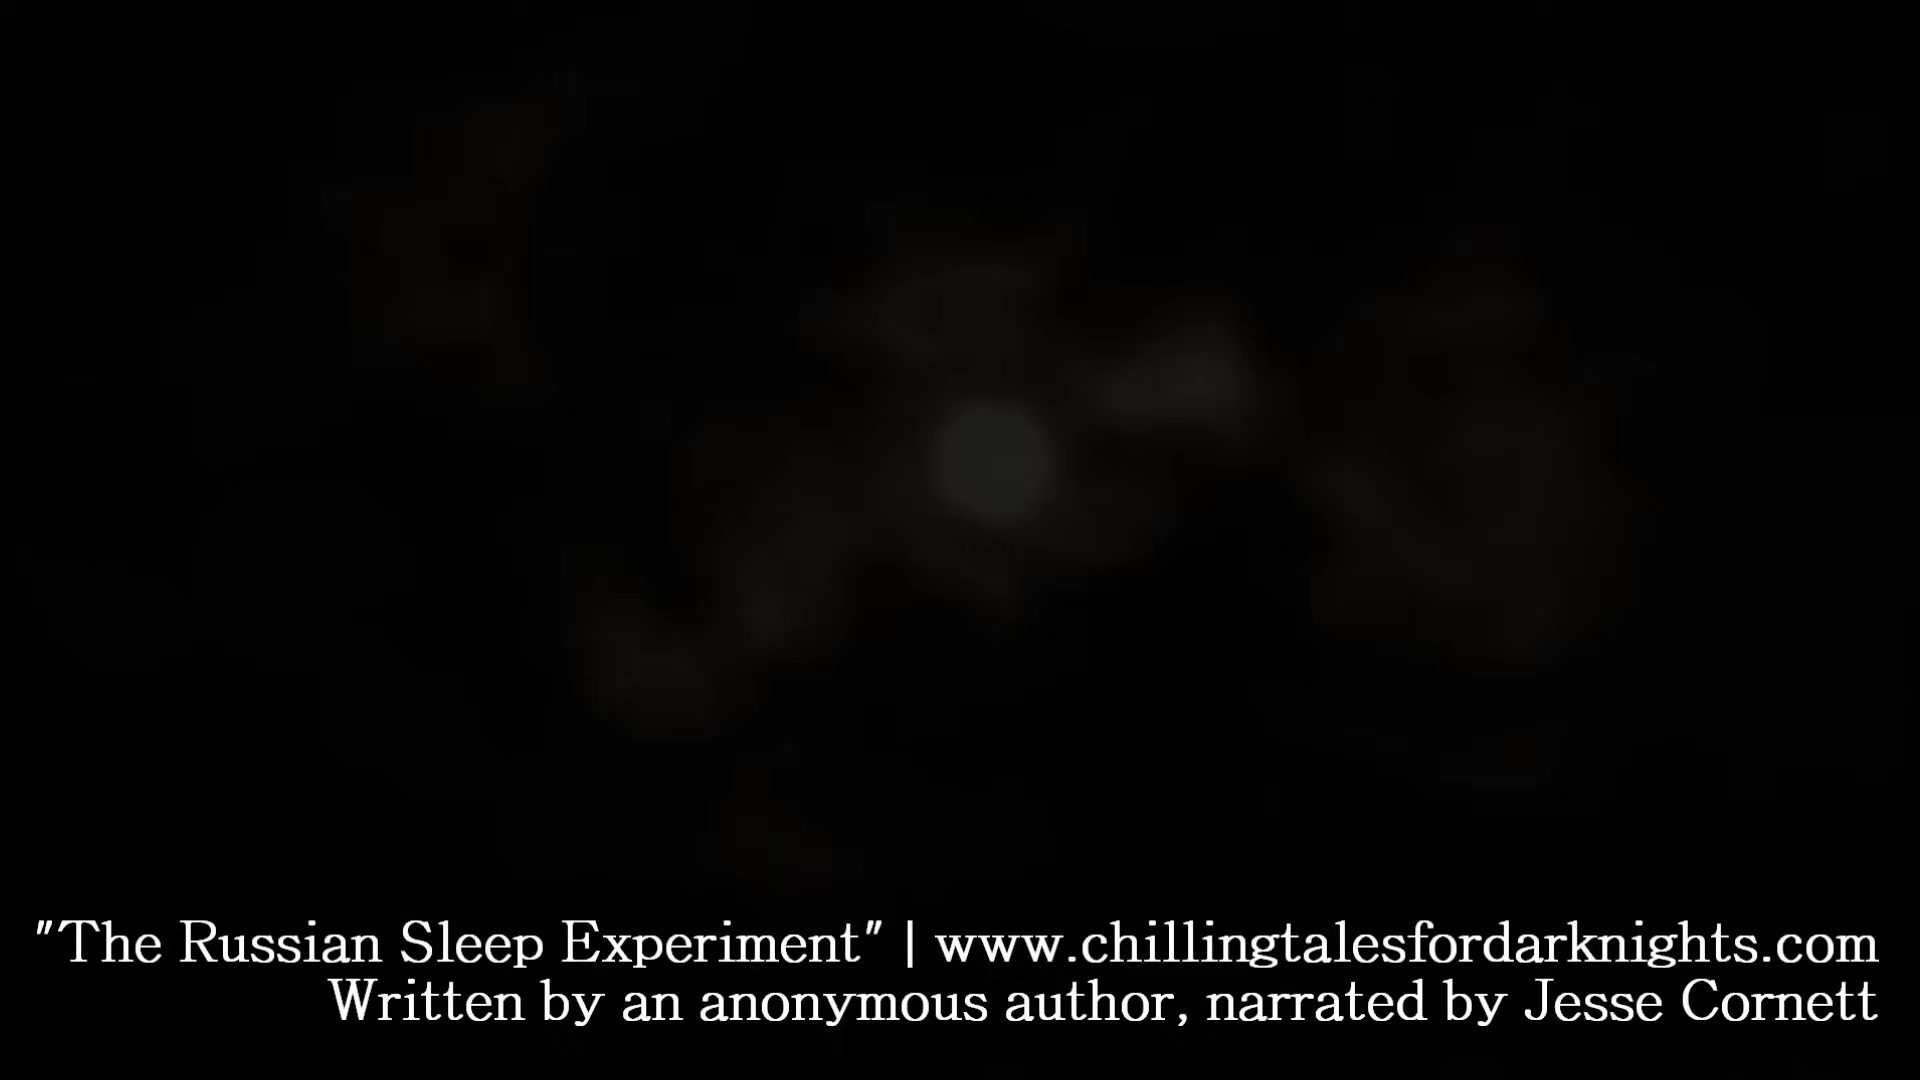 "The Russian Sleep Experiment" | www.chillingtalesfordarknights.com
Written by an anonymous author, narrated by Jesse Cornett